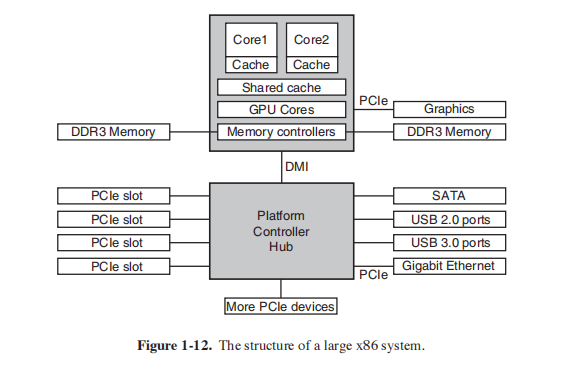 Core1 Core2
Cache Cache
Shared cache
GPU Cores
PCIe
Graphics
DDR3 Memory
Memory controllers
DDR3 Memory
DMI
PCIe slot
PCIe slot
PCIe slot
PCIe slot
Platform
Controller
Hub
SATA
USB 2.0 ports
USB 3.0 ports
Gigabit Ethernet
PCIe
More PCIe devices
Figure 1-12. The structure of a large x86 system.